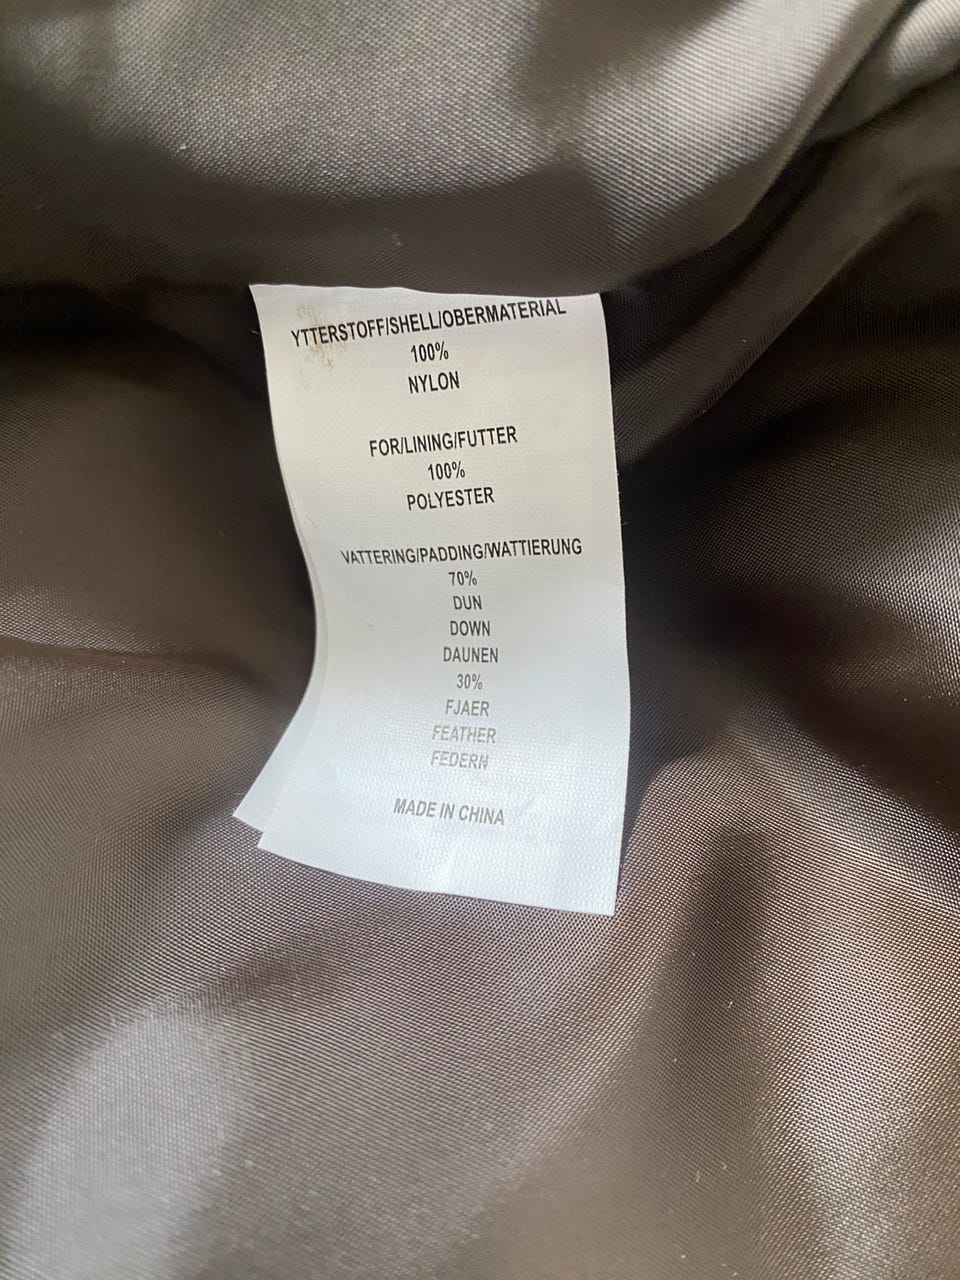 YTTERSTOFF/SHELL/OBERMATERIAL
100%
NYLON
FOR/LINING/FUTTER
100%
POLYESTER
VATTERING/PADDING/WATTIERUNG
70%
DUN
DOWN
DAUNEN
30%
FJAER
FEATHER
FEDERN
MADE IN CHINA